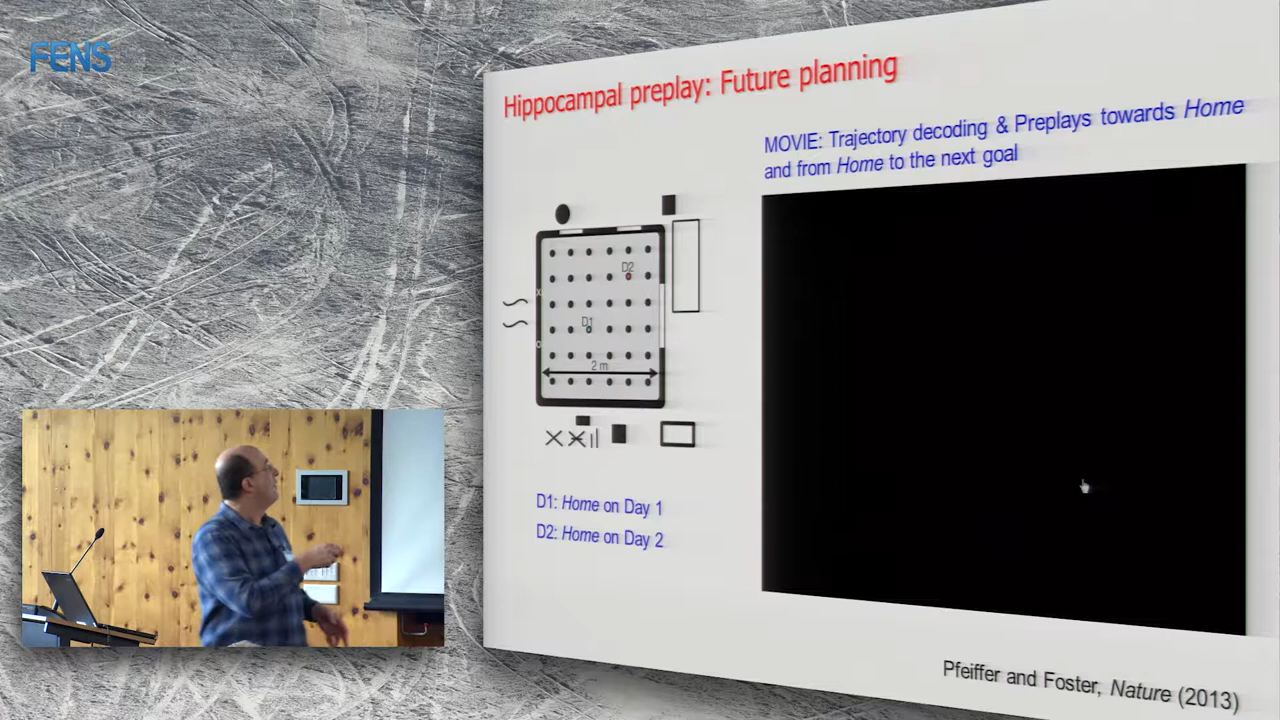 FENS
Hippocampal preplay: Future planning
MOVIE: Trajectory decoding & Preplays towards Home
and from Home to the next goal
D2
D1
2 m
D1: Home on Day 1
D2: Home on Day 2
Pfeiffer and Foster, Nature (2013)